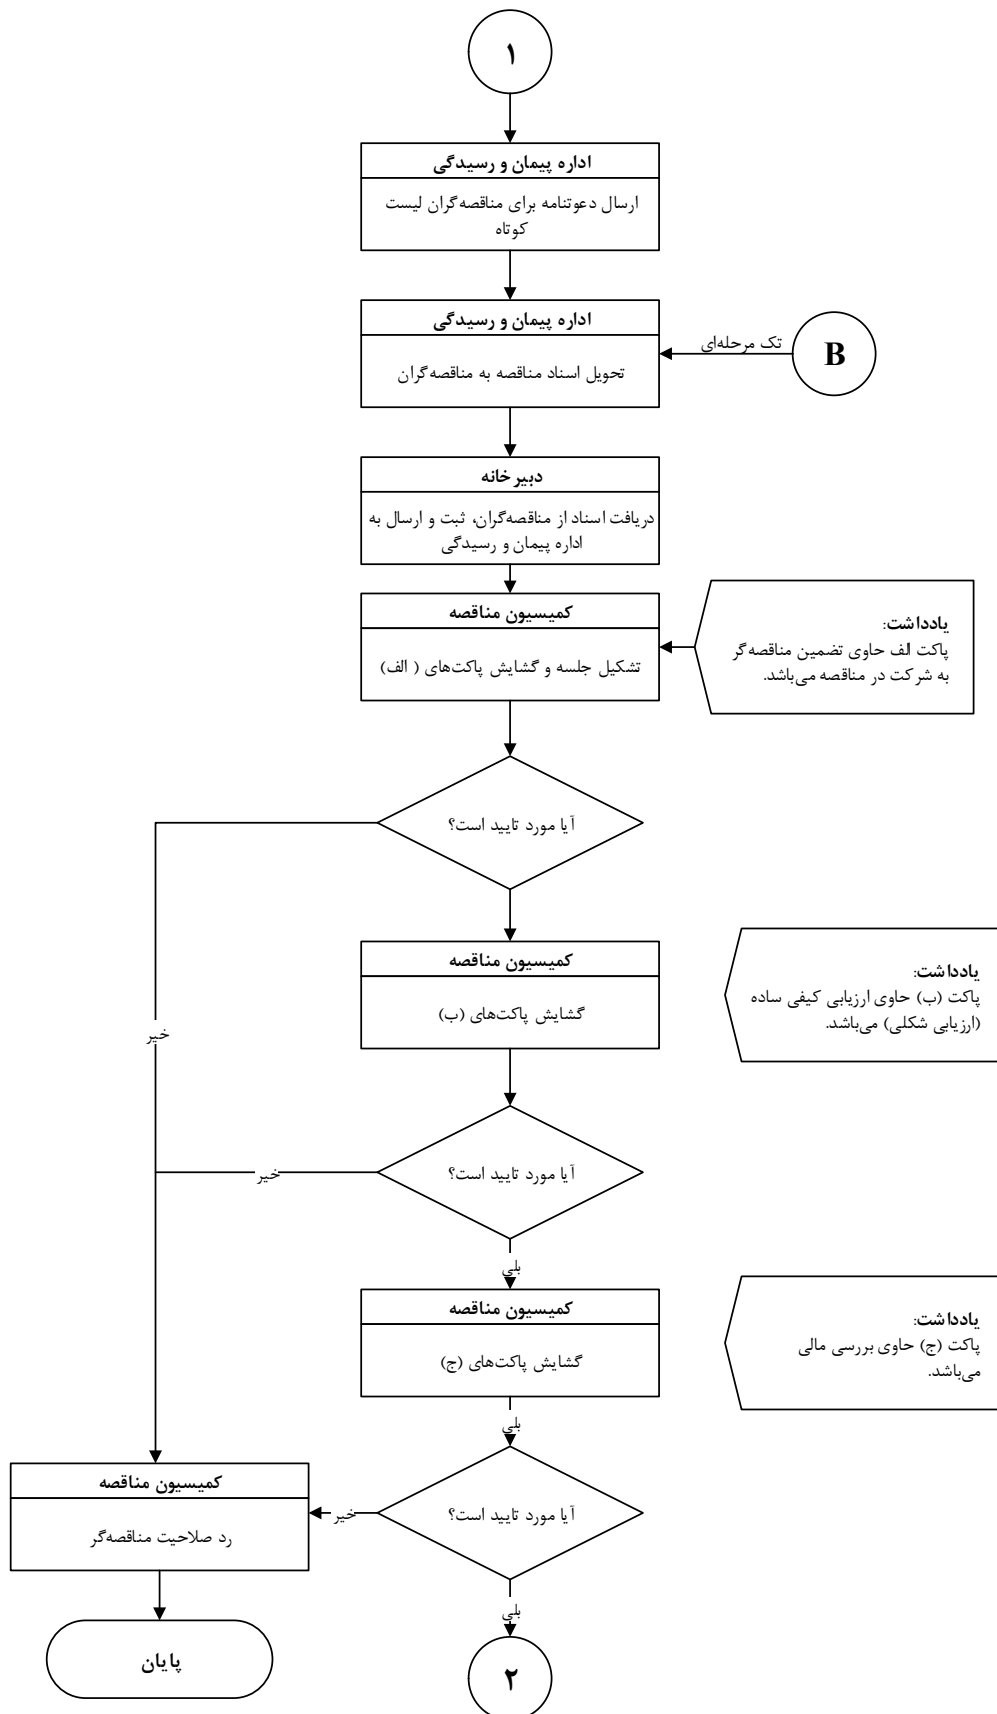 ۱
اداره پیمان و رسیدگی
ارسال دعوتنامه برای مناقصه‌گران لیست
کوتاه
اداره پیمان و رسیدگی
تحویل اسناد مناقصه به مناقصه‌گران
تک مرحله‌ای
B
دبیرخانه
دریافت اسناد از مناقصه‌گران، ثبت و ارسال به
اداره پیمان و رسیدگی
کمیسیون مناقصه
تشکیل جلسه و گشایش پاکت‌های ( الف)
یادداشت:
پاکت الف حاوی تضمین مناقصه‌گر
به شرکت در مناقصه می‌باشد.
آیا مورد تایید است؟
خیر
کمیسیون مناقصه
گشایش پاکت‌های (ب)
یادداشت:
پاکت (ب) حاوی ارزیابی کیفی ساده
(ارزیابی شکلی) می‌باشد.
آیا مورد تایید است؟
خیر
بلی
کمیسیون مناقصه
گشایش پاکت‌های (ج)
یادداشت:
پاکت (ج) حاوی بررسی مالی
می‌باشد.
بلی
آیا مورد تایید است؟
خیر
کمیسیون مناقصه
رد صلاحیت مناقصه‌گر
بلی
پایان
۲